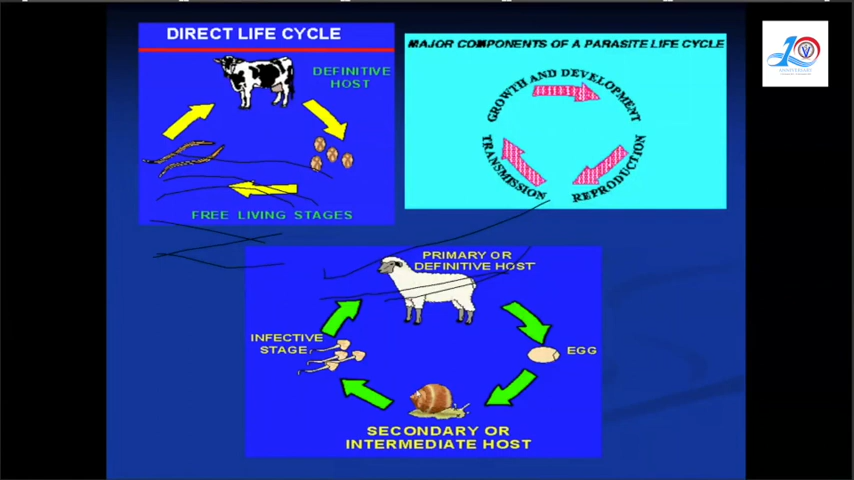 DIRECT LIFE CYCLE
DEFINITIVE
HOST
FREE LIVING STAGES
MAJOR COMPONENTS OF A PARASITE LIFE CYCLE
GROWTH AND DEVELOPMENT
REPRODUCTION
TRANSMISSION
PRIMARY OR
DEFINITIVE HOST
EGG
SECONDARY OR
INTERMEDIATE HOST
INFECTIVE
STAGE
10